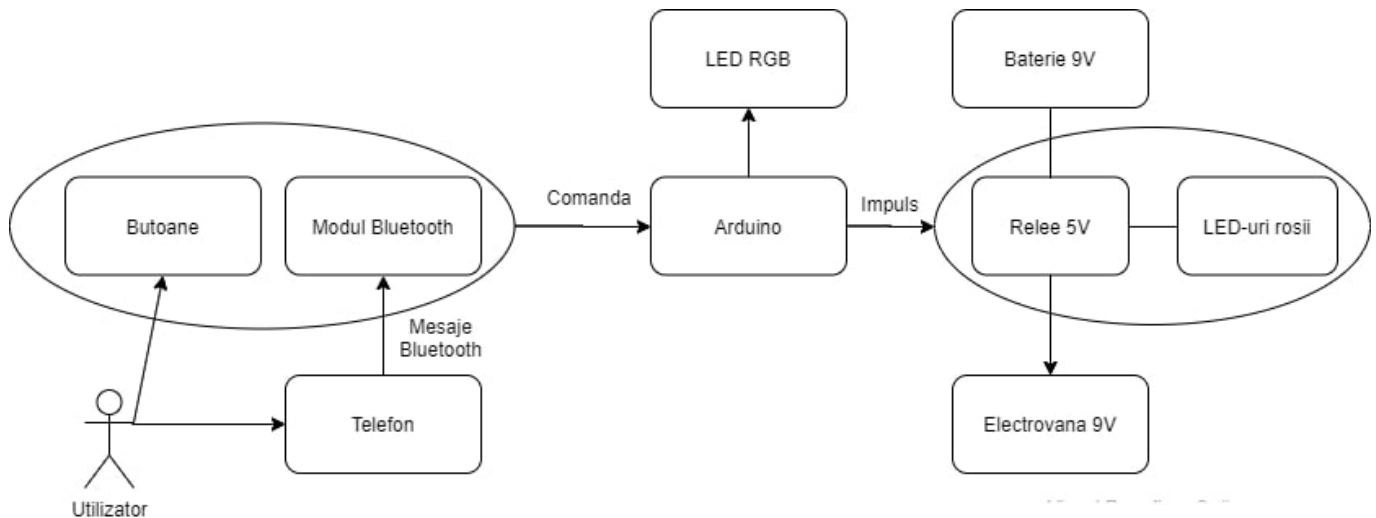 LED RGB
Baterie 9V
Butoane
Modul Bluetooth
Comanda
Arduino
Impuls
Relee 5V
LED-uri rosii
Mesaje
Bluetooth
Telefon
Electrovana 9V
Utilizator